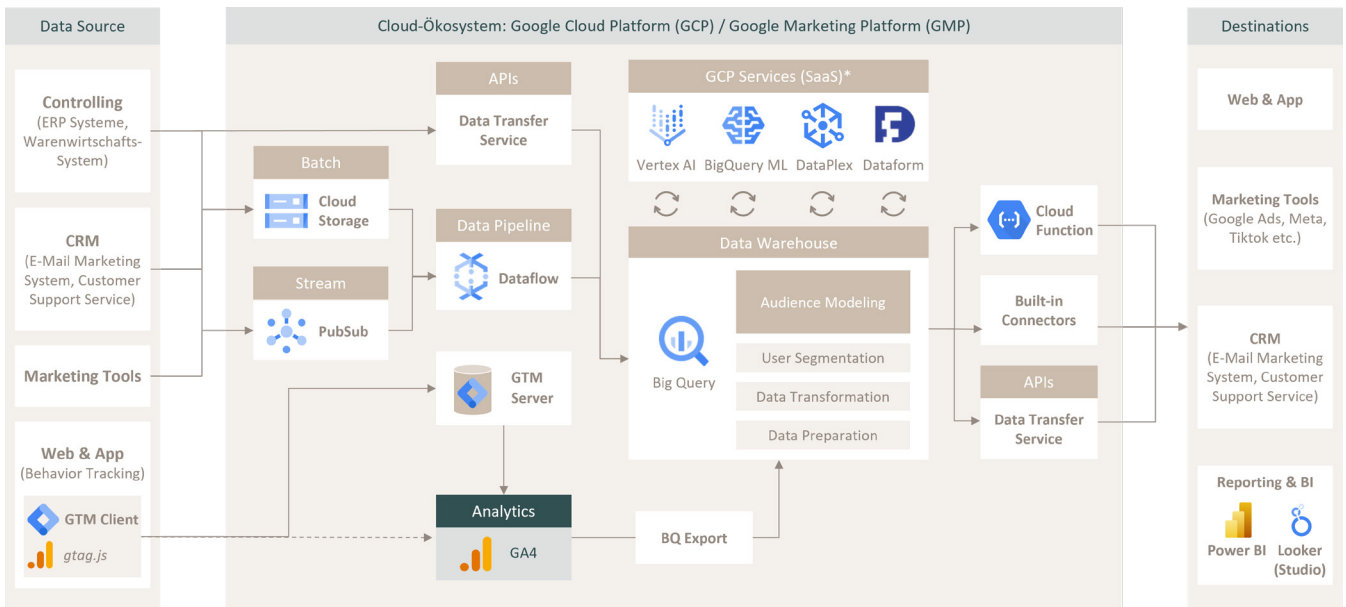 Data Source
Cloud-Ökosystem: Google Cloud Platform (GCP) / Google Marketing Platform (GMP)
Destinations
Controlling
(ERP Systeme,
Warenwirtschafts-
System)
CRM
(E-Mail Marketing
System, Customer
Support Service)
Marketing Tools
Web & App
(Behavior Tracking)
GTM Client
gtag.js
Batch
Cloud
Storage
Stream
PubSub
APIs
Data Transfer
Service
Data Pipeline
Dataflow
GTM
Server
Analytics
GA4
BQ Export
GCP Services (SaaS)*
Vertex AI
BigQuery ML
DataPlex
Dataform
Data Warehouse
Big Query
Audience Modeling
User Segmentation
Data Transformation
Data Preparation
Cloud
Function
Built-in
Connectors
APIs
Data Transfer
Service
Web & App
Marketing Tools
(Google Ads, Meta,
Tiktok etc.)
CRM
(E-Mail Marketing
System, Customer
Support Service)
Reporting & BI
Power BI
Looker
(Studio)